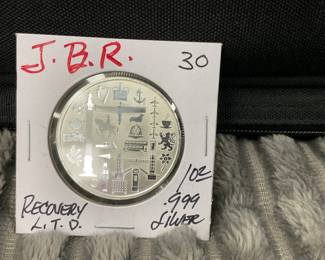 J.B.R.
30
RECOVERY
L.T.D.
1OZ
.999
SILVER